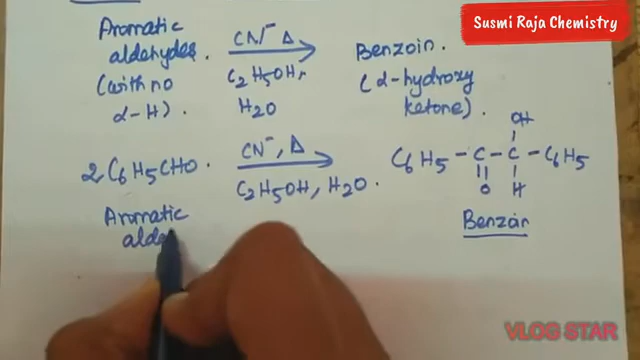 Susmi Raja Chemistry
Aromatic
aldehydes. CN⁻ Δ Benzoin.
(with no C2H5OH, (α-hydroxy
α-H). H2O ketone).
OH
2C6H5CHO. CN⁻, Δ C6H5-C-C-C6H5
C2H5OH, H2O. O H
Aromatic Benzoin
alde
VLOG STAR